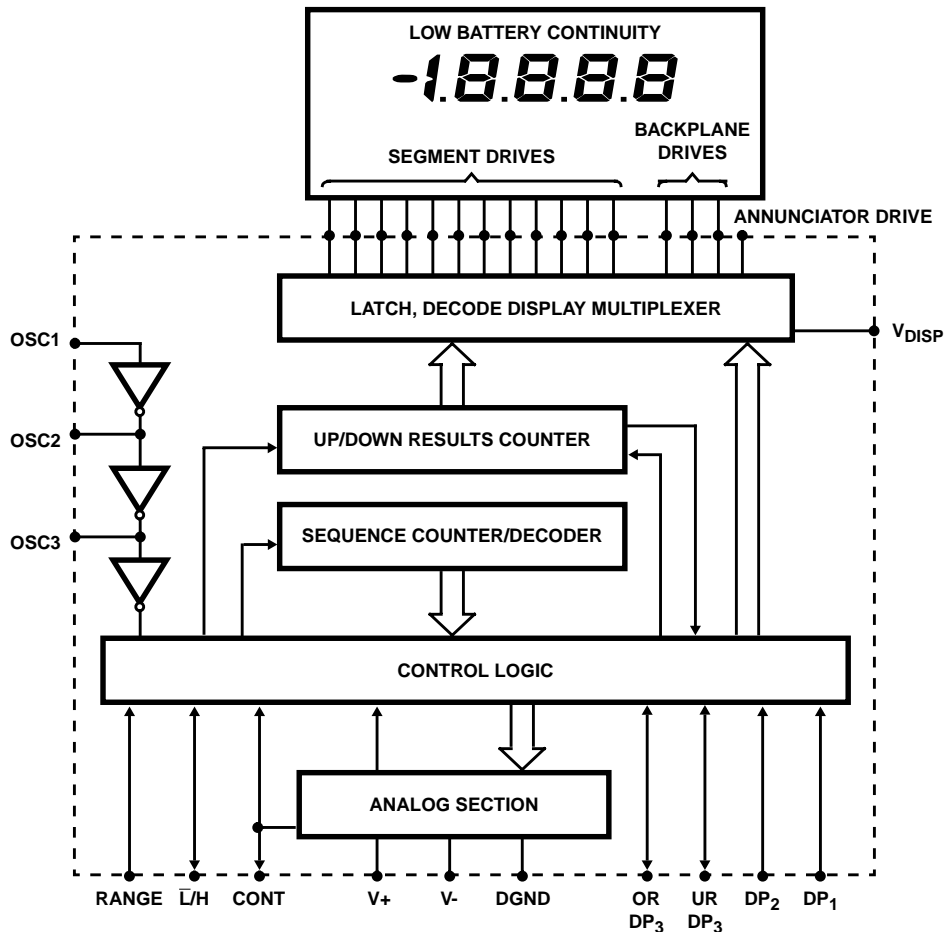 LOW BATTERY CONTINUITY
-1.8.8.8.8
SEGMENT DRIVES
BACKPLANE
DRIVES
ANNUNCIATOR DRIVE
LATCH, DECODE DISPLAY MULTIPLEXER
VDISP
OSC1
OSC2
OSC3
UP/DOWN RESULTS COUNTER
SEQUENCE COUNTER/DECODER
CONTROL LOGIC
ANALOG SECTION
RANGE
L̅/H
CONT
V+
V-
DGND
OR
DP3
UR
DP3
DP2
DP1